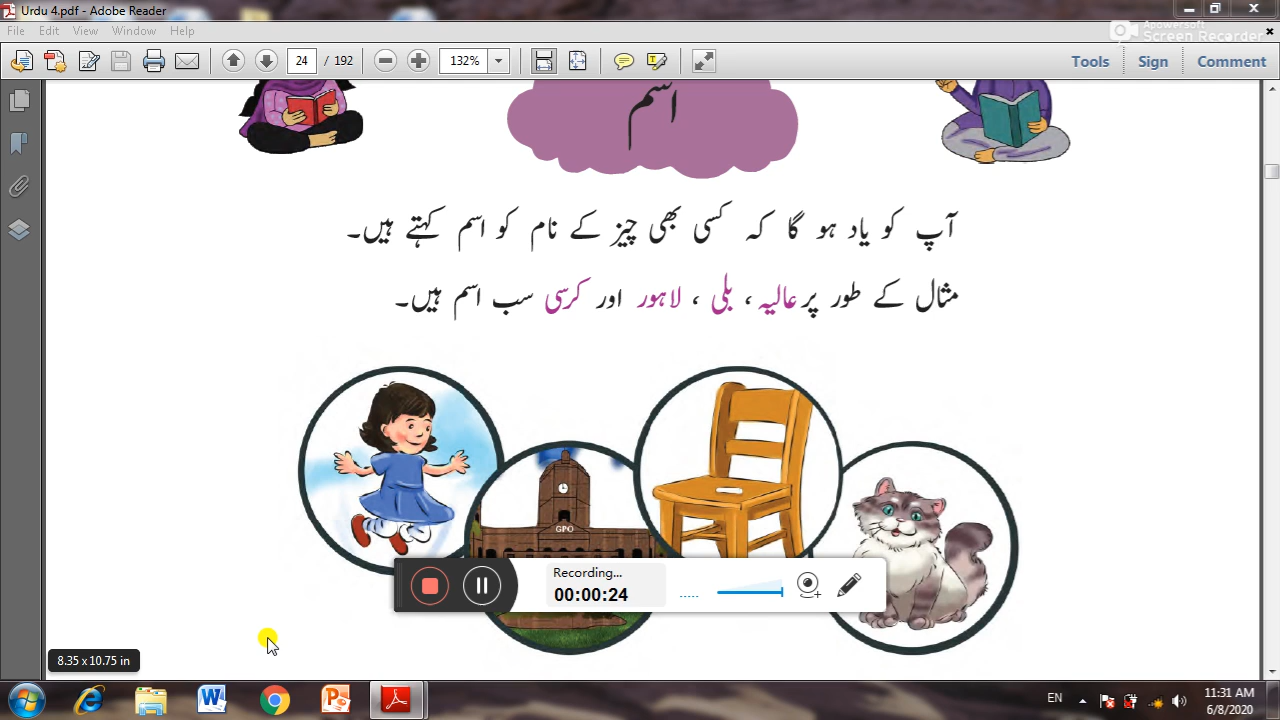 Urdu 4.pdf - Adobe Reader
File Edit View Window Help
Apowersoft
Screen Recorder
24 / 192 132% Tools Sign Comment
اسم
آپ کو یاد ہو گا کہ کسی بھی چیز کے نام کو اسم کہتے ہیں۔
مثال کے طور پر عالیہ، بلی، لاہور اور کرسی سب اسم ہیں۔
GPO
Recording...
00:00:24
8.35 x 10.75 in
EN 11:31 AM
6/8/2020